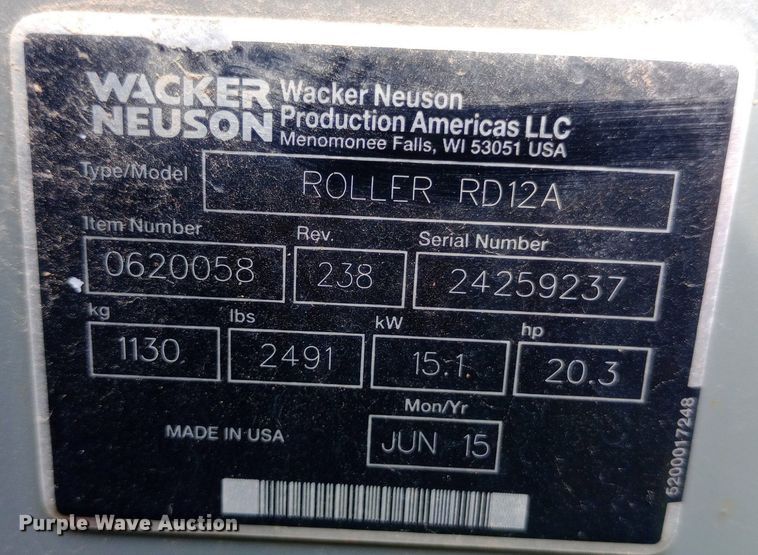 WACKER NEUSON
Wacker Neuson
Production Americas LLC
Menomonee Falls, WI 53051 USA
Type/Model ROLLER RD12A
Item Number Rev. Serial Number
0620058 238 24259237
kg lbs kW hp
1130 2491 15.1 20.3
Mon/Yr
MADE IN USA JUN 15
5200017248
Purple Wave Auction